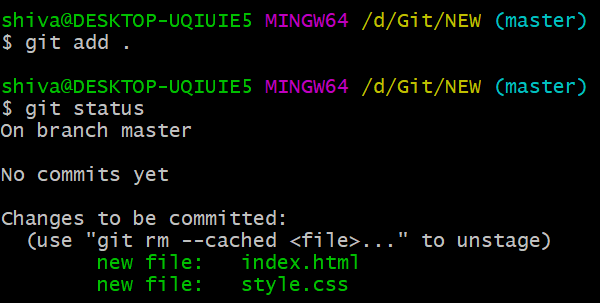 shiva@DESKTOP-UQIUIE5 MINGW64 /d/Git/NEW (master)
$ git add .
shiva@DESKTOP-UQIUIE5 MINGW64 /d/Git/NEW (master)
$ git status
On branch master
No commits yet
Changes to be committed:
  (use "git rm --cached <file>..." to unstage)
        new file:   index.html
        new file:   style.css